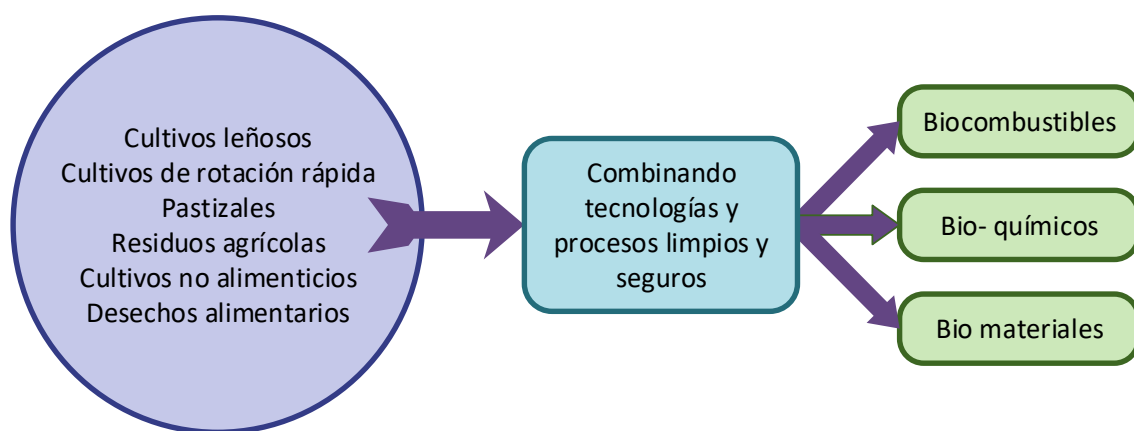 Cultivos leñosos
Cultivos de rotación rápida
Pastizales
Residuos agrícolas
Cultivos no alimenticios
Desechos alimentarios
Combinando
tecnologías y
procesos limpios y
seguros
Biocombustibles
Bio- químicos
Bio materiales